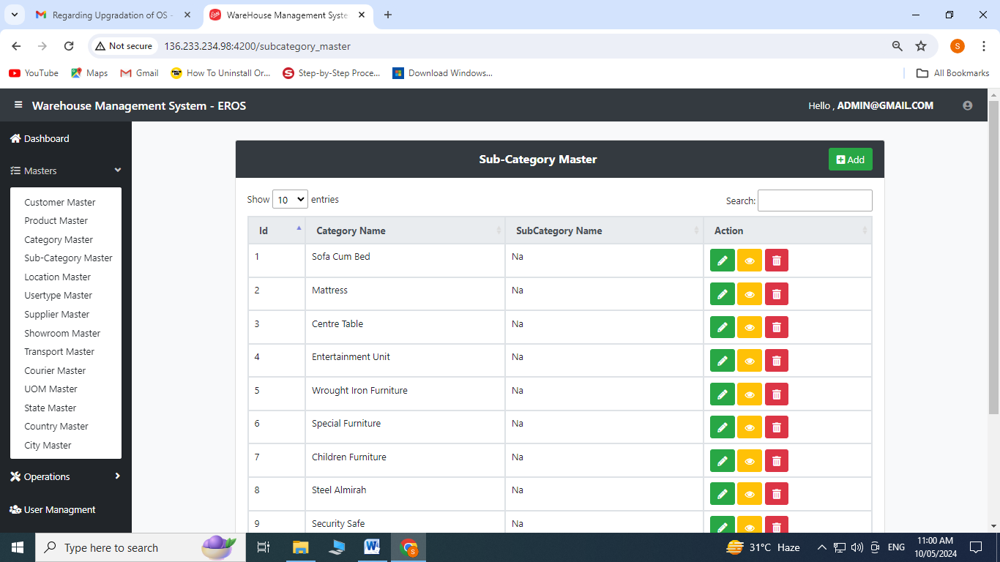 Regarding Upgradation of OS -
WareHouse Management Syste
Not secure
136.233.234.98:4200/subcategory_master
S
YouTube
Maps
Gmail
How To Uninstall Or...
Step-by-Step Proce...
Download Windows...
All Bookmarks
Warehouse Management System - EROS
Hello , ADMIN@GMAIL.COM
Dashboard
Masters
Customer Master
Product Master
Category Master
Sub-Category Master
Location Master
Usertype Master
Supplier Master
Showroom Master
Transport Master
Courier Master
UOM Master
State Master
Country Master
City Master
Operations
User Managment
Sub-Category Master
Add
Show 10 entries
Search:
Id Category Name SubCategory Name Action
1 Sofa Cum Bed Na
2 Mattress Na
3 Centre Table Na
4 Entertainment Unit Na
5 Wrought Iron Furniture Na
6 Special Furniture Na
7 Children Furniture Na
8 Steel Almirah Na
9 Security Safe Na
Type here to search
31°C Haze
ENG
11:00 AM
10/05/2024